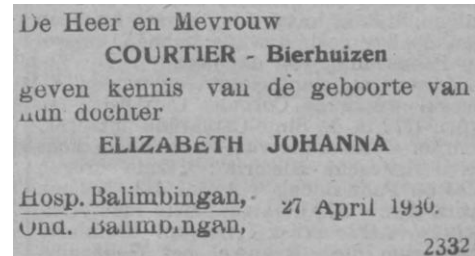 De Heer en Mevrouw
COURTIER - Bierhuizen
geven kennis van de geboorte van
hun dochter
ELIZABETH JOHANNA
Hosp. Balimbingan, 27 April 1930.
Ond. Balimbingan,
2332